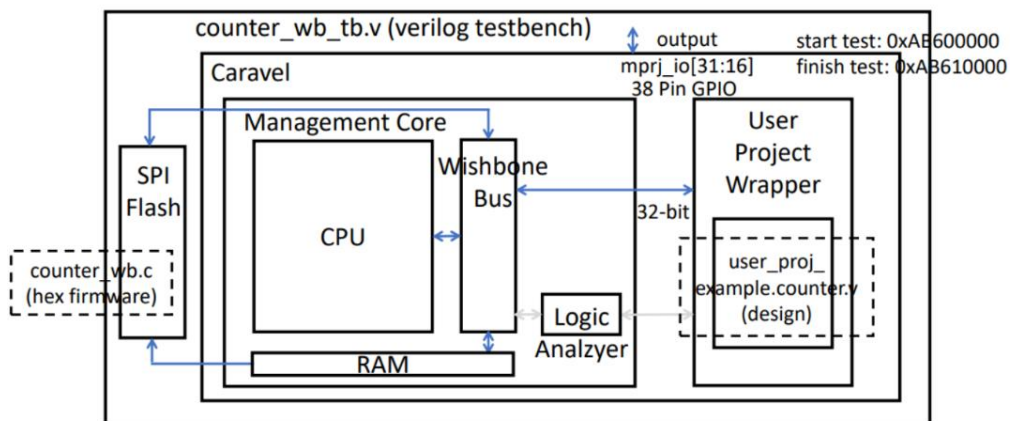 counter_wb_tb.v (verilog testbench)
output
start test: 0xAB600000
mprj_io[31:16]
finish test: 0xAB610000
38 Pin GPIO
Caravel
Management Core
SPI
Flash
counter_wb.c
(hex firmware)
CPU
Wishbone
Bus
RAM
Logic
Analzyer
32-bit
User
Project
Wrapper
user_proj_
example.counter.v
(design)